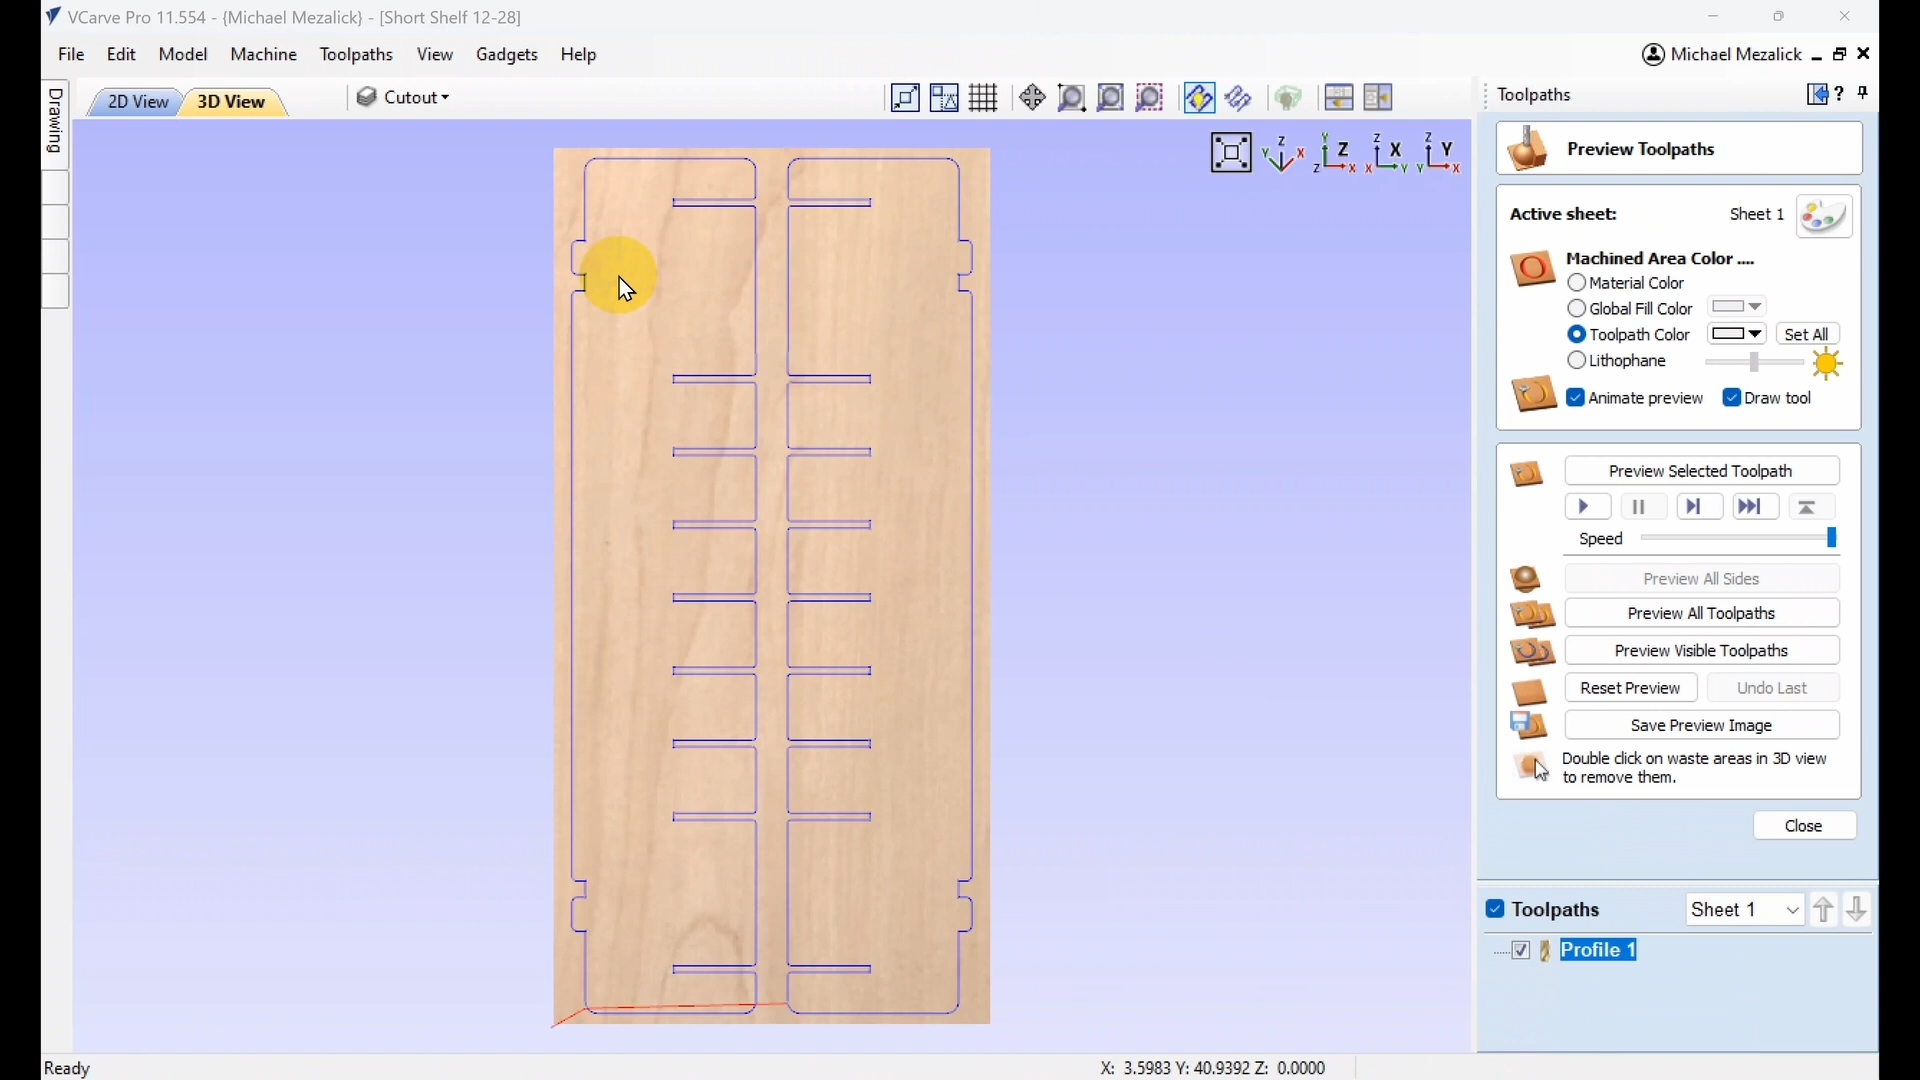 VCarve Pro 11.554 - {Michael Mezalick} - [Short Shelf 12-28]
File Edit Model Machine Toolpaths View Gadgets Help
Michael Mezalick
Drawing
2D View
3D View
Cutout
Toolpaths
?
Z
Y X
Y
Z
Z X
Z
X
X Y
Z
Y
Y X
Preview Toolpaths
Active sheet:
Sheet 1
Machined Area Color ....
Material Color
Global Fill Color
Toolpath Color
Set All
Lithophane
Animate preview
Draw tool
Preview Selected Toolpath
Speed
Preview All Sides
Preview All Toolpaths
Preview Visible Toolpaths
Reset Preview
Undo Last
Save Preview Image
Double click on waste areas in 3D view
to remove them.
Close
Toolpaths
Sheet 1
Profile 1
Ready
X: 3.5983 Y: 40.9392 Z: 0.0000